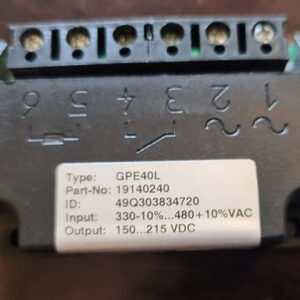 6 5 4 3 2 1
Type: GPE40L
Part-No: 19140240
ID: 49Q303834720
Input: 330-10%...480+10%VAC
Output: 150...215 VDC